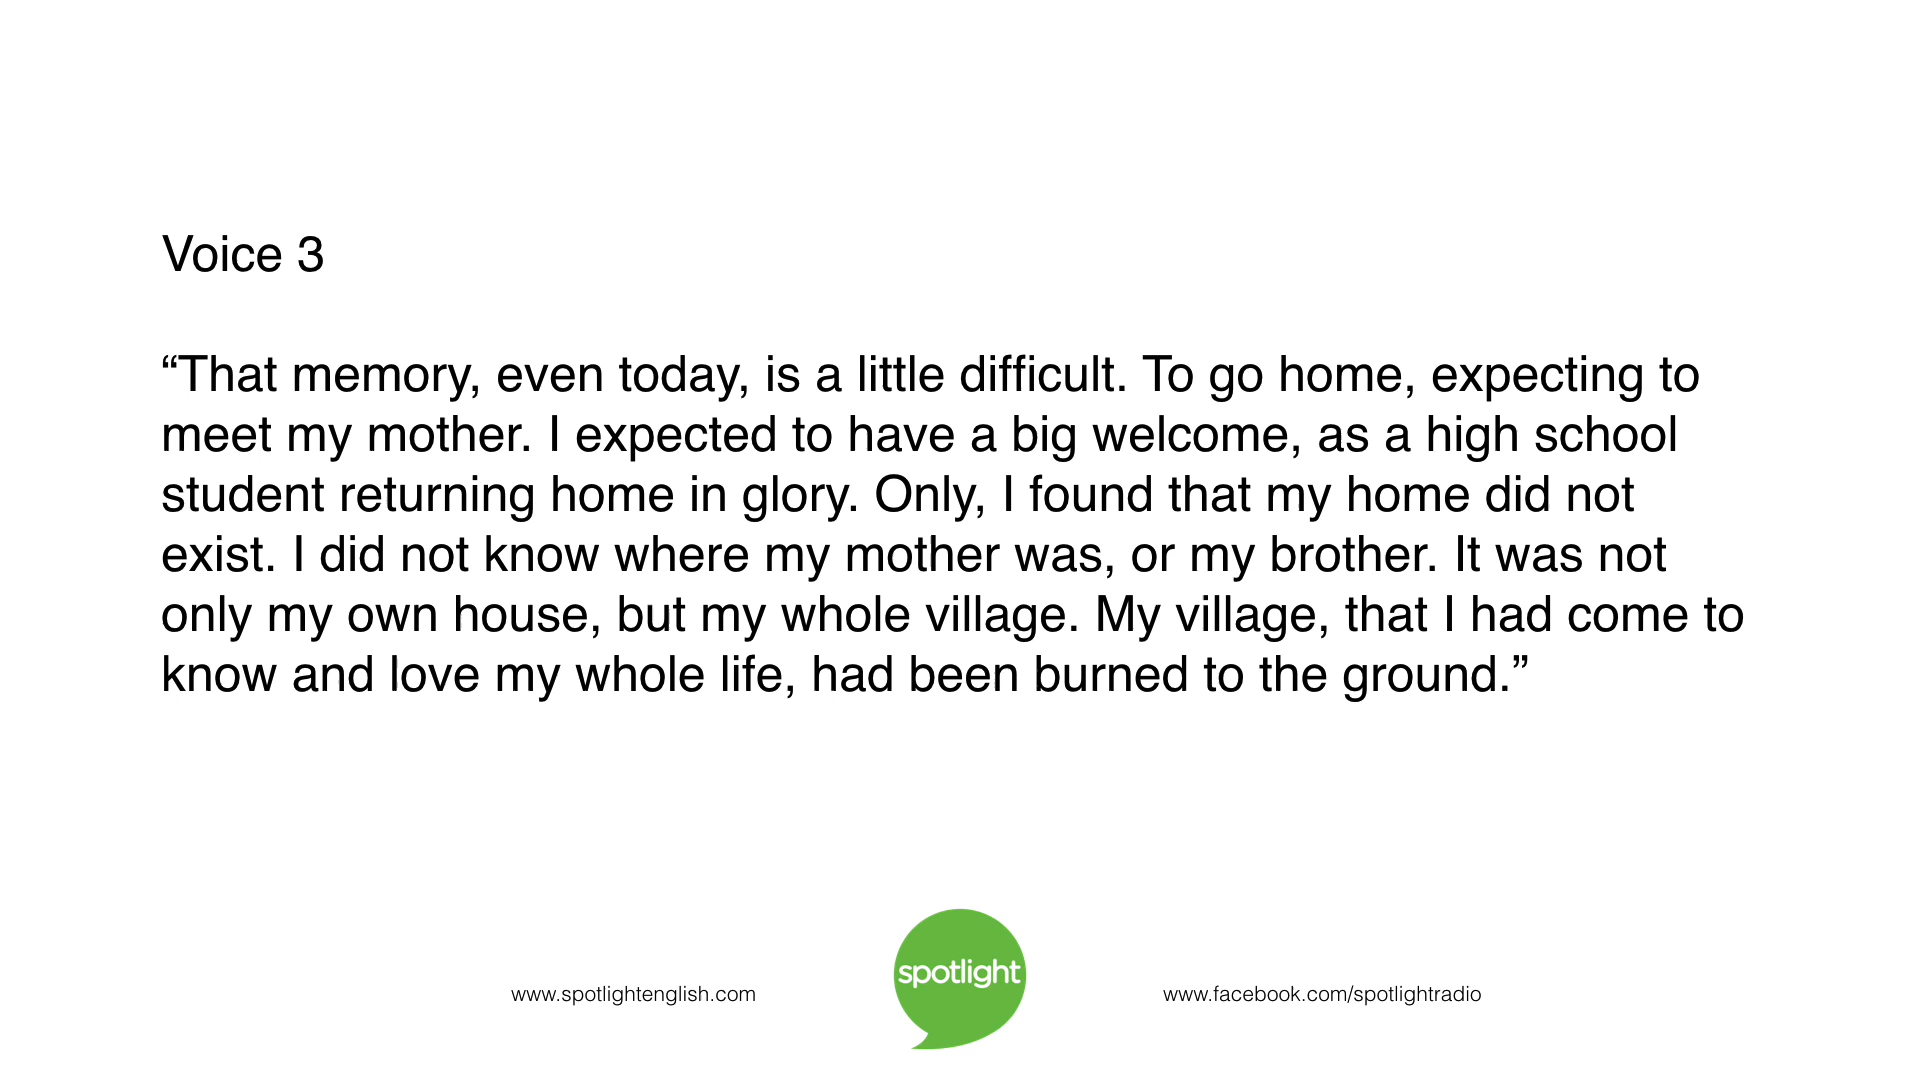 Voice 3
“That memory, even today, is a little difficult. To go home, expecting to
meet my mother. I expected to have a big welcome, as a high school
student returning home in glory. Only, I found that my home did not
exist. I did not know where my mother was, or my brother. It was not
only my own house, but my whole village. My village, that I had come to
know and love my whole life, had been burned to the ground.”
spotlight
www.spotlightenglish.com
www.facebook.com/spotlightradio